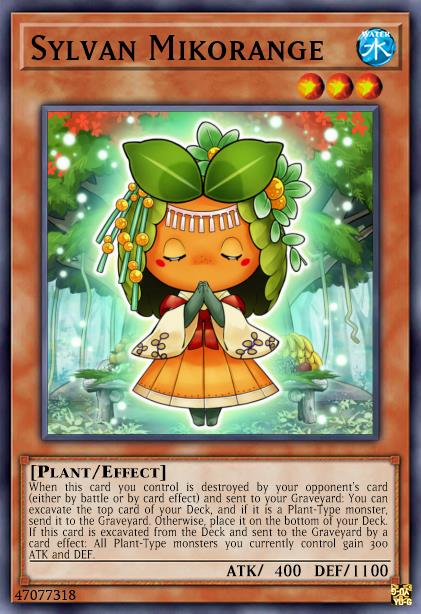 SYLVAN MIKORANGE
WATER
水
[PLANT/EFFECT]
When this card you control is destroyed by your opponent's card
(either by battle or by card effect) and sent to your Graveyard: You can
excavate the top card of your Deck, and if it is a Plant-Type monster,
send it to the Graveyard. Otherwise, place it on the bottom of your Deck.
If this card is excavated from the Deck and sent to the Graveyard by a
card effect: All Plant-Type monsters you currently control gain 300
ATK and DEF.
ATK/ 400 DEF/1100
47077318